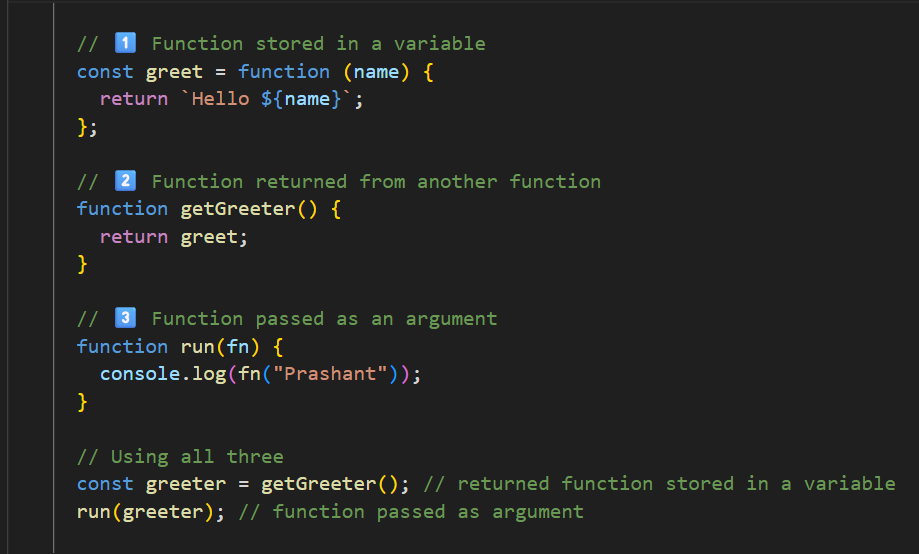 // 1️⃣ Function stored in a variable
const greet = function (name) {
  return `Hello ${name}`;
};
// 2️⃣ Function returned from another function
function getGreeter() {
  return greet;
}
// 3️⃣ Function passed as an argument
function run(fn) {
  console.log(fn("Prashant"));
}
// Using all three
const greeter = getGreeter(); // returned function stored in a variable
run(greeter); // function passed as argument